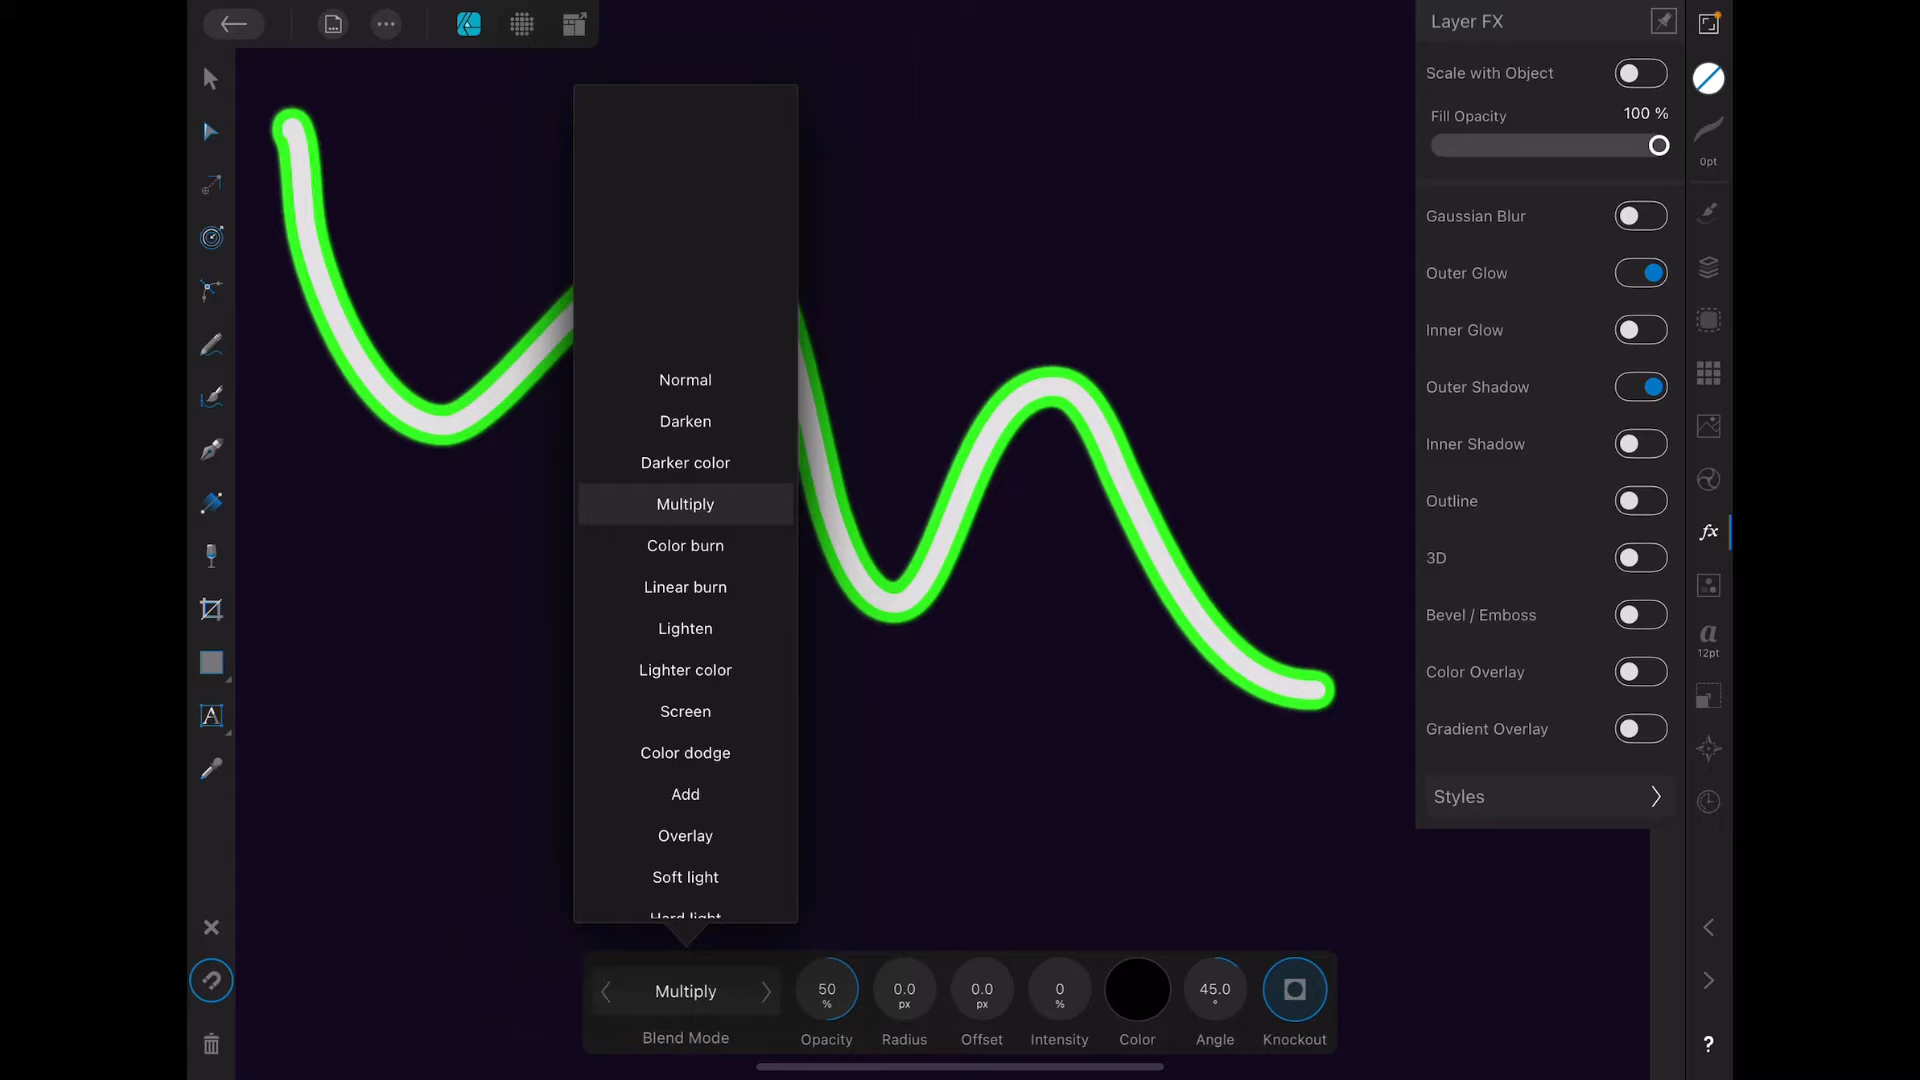 Layer FX
Scale with Object
Fill Opacity 100 %
0pt
Gaussian Blur
Outer Glow
Inner Glow
Outer Shadow
Inner Shadow
Outline
fx
3D
Bevel / Emboss
a
12pt
Color Overlay
Gradient Overlay
Styles
Normal
Darken
Darker color
Multiply
Color burn
Linear burn
Lighten
Lighter color
Screen
Color dodge
Add
Overlay
Soft light
Hard light
A
Multiply
Blend Mode
50 %
Opacity
0.0 px
Radius
0.0 px
Offset
0 %
Intensity
Color
45.0 °
Angle
Knockout
?